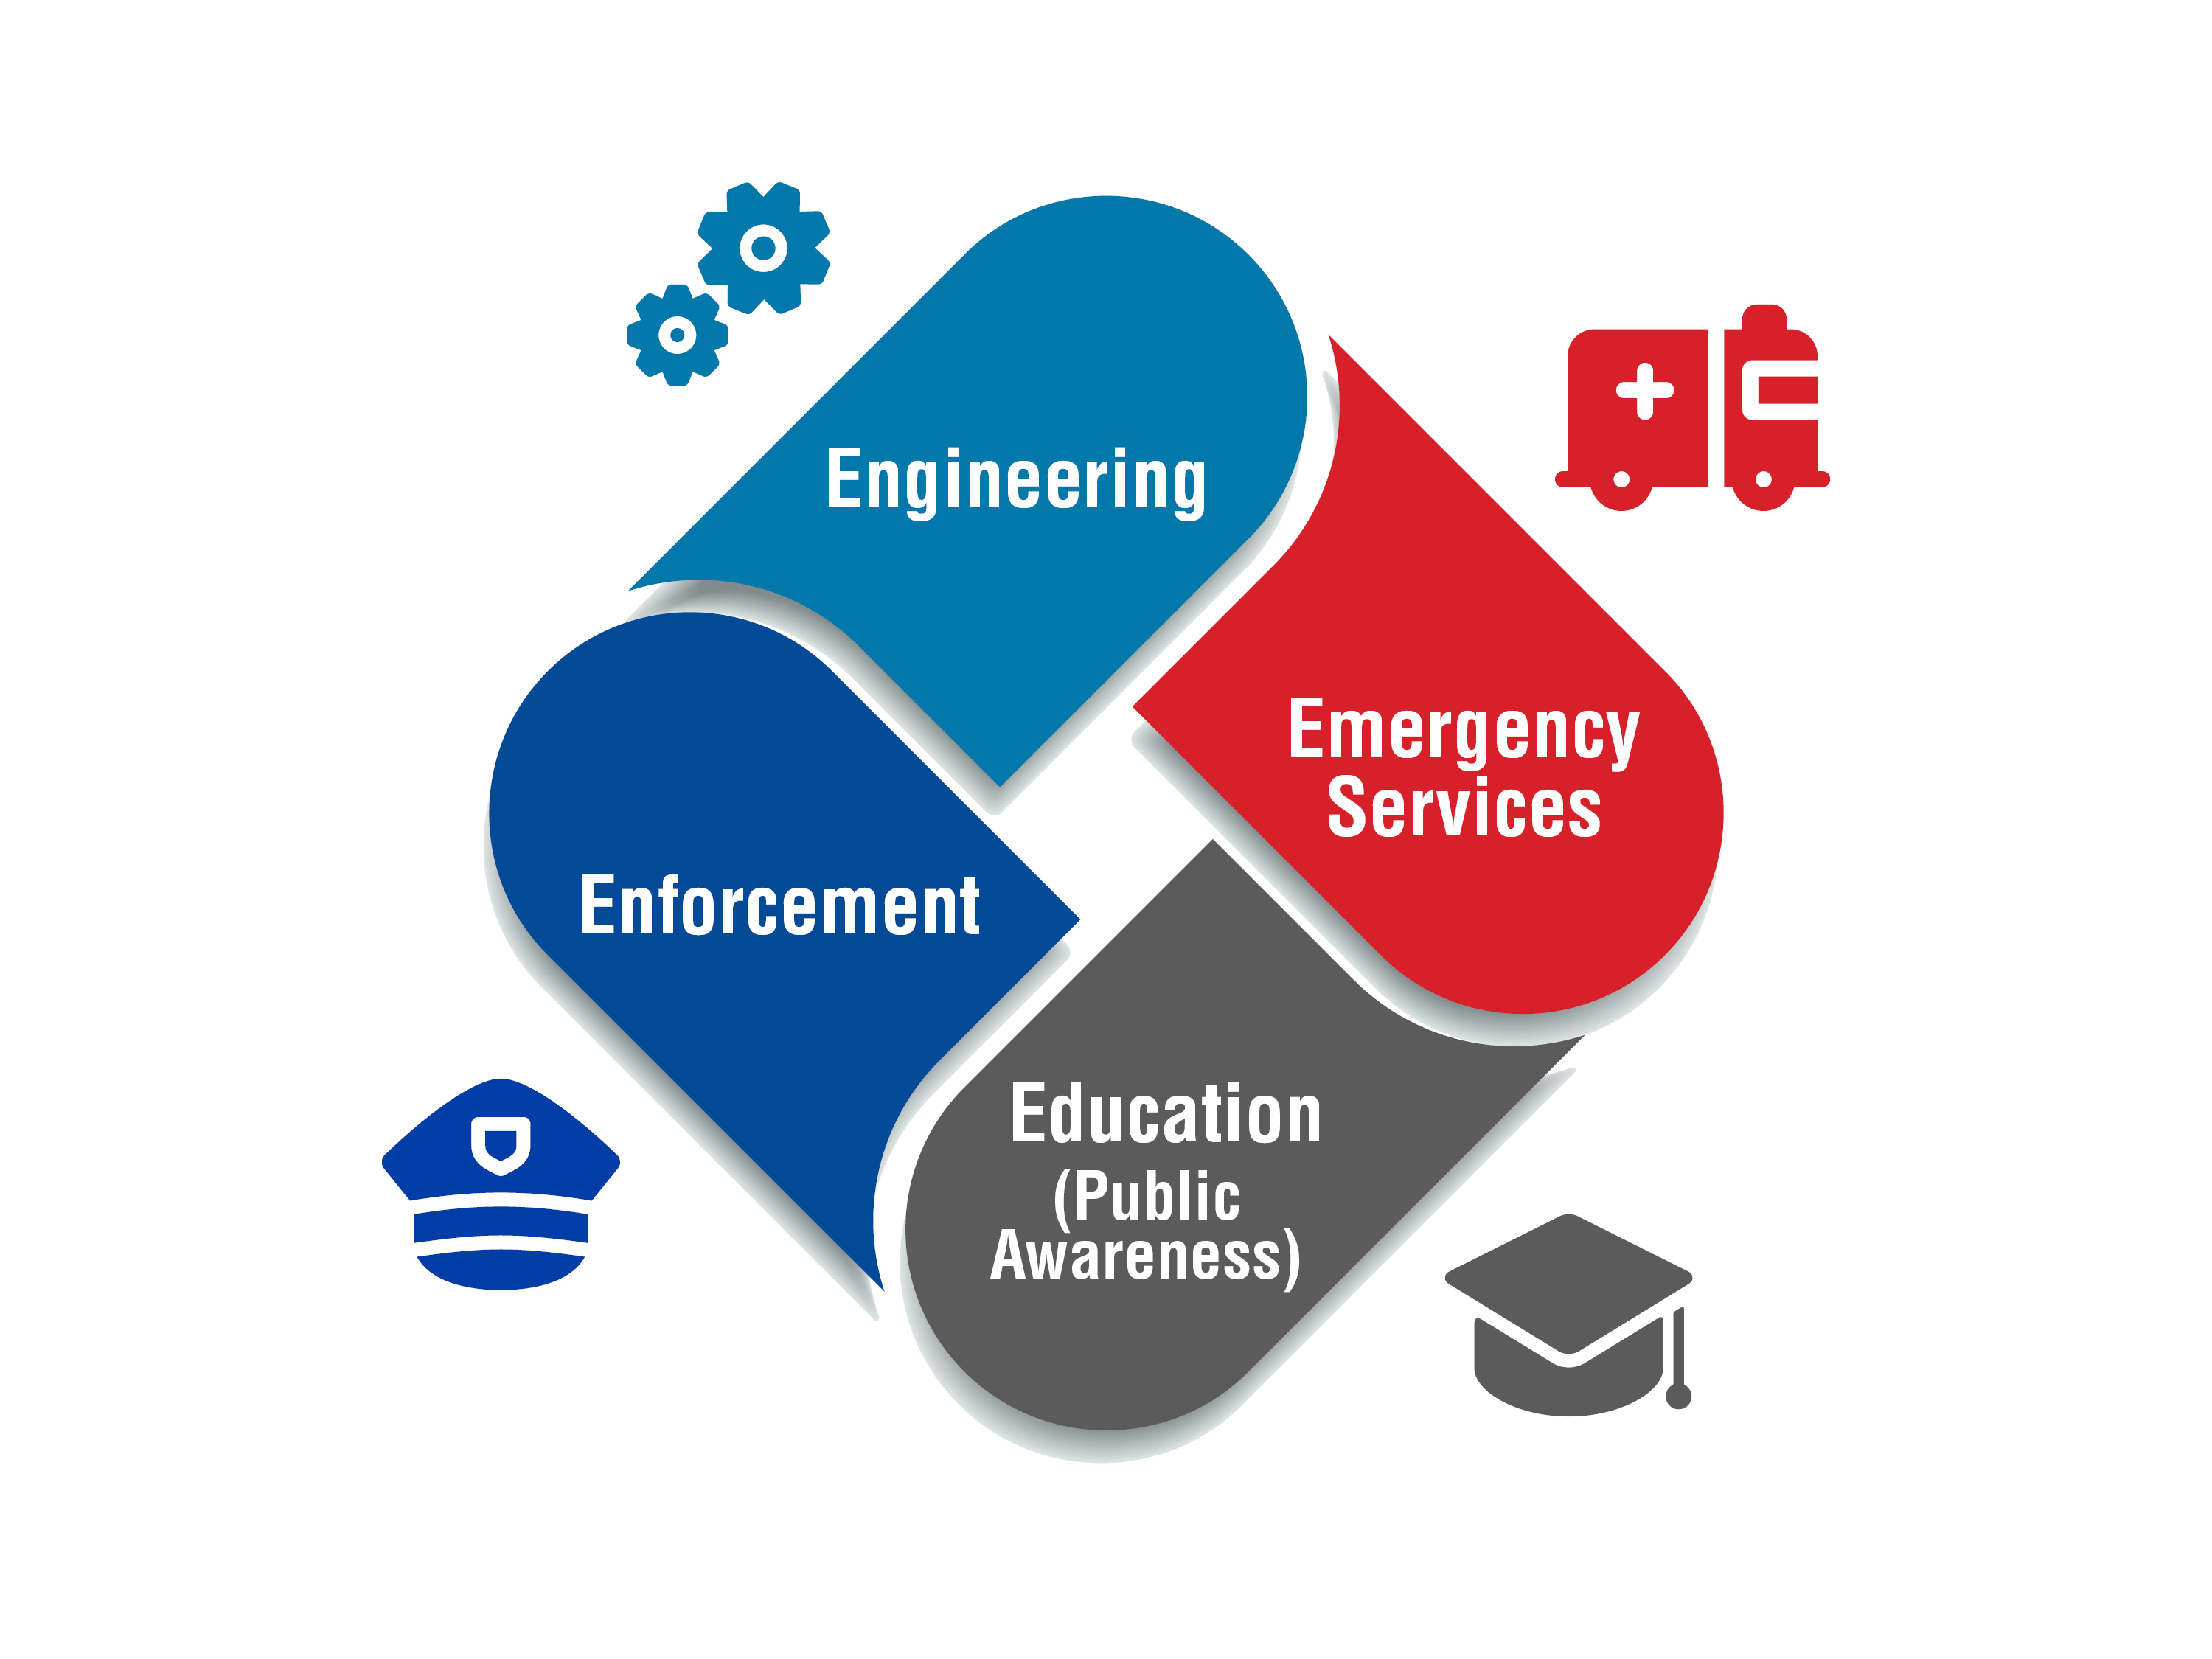 Engineering
Emergency
Services
Enforcement
Education
(Public
Awareness)